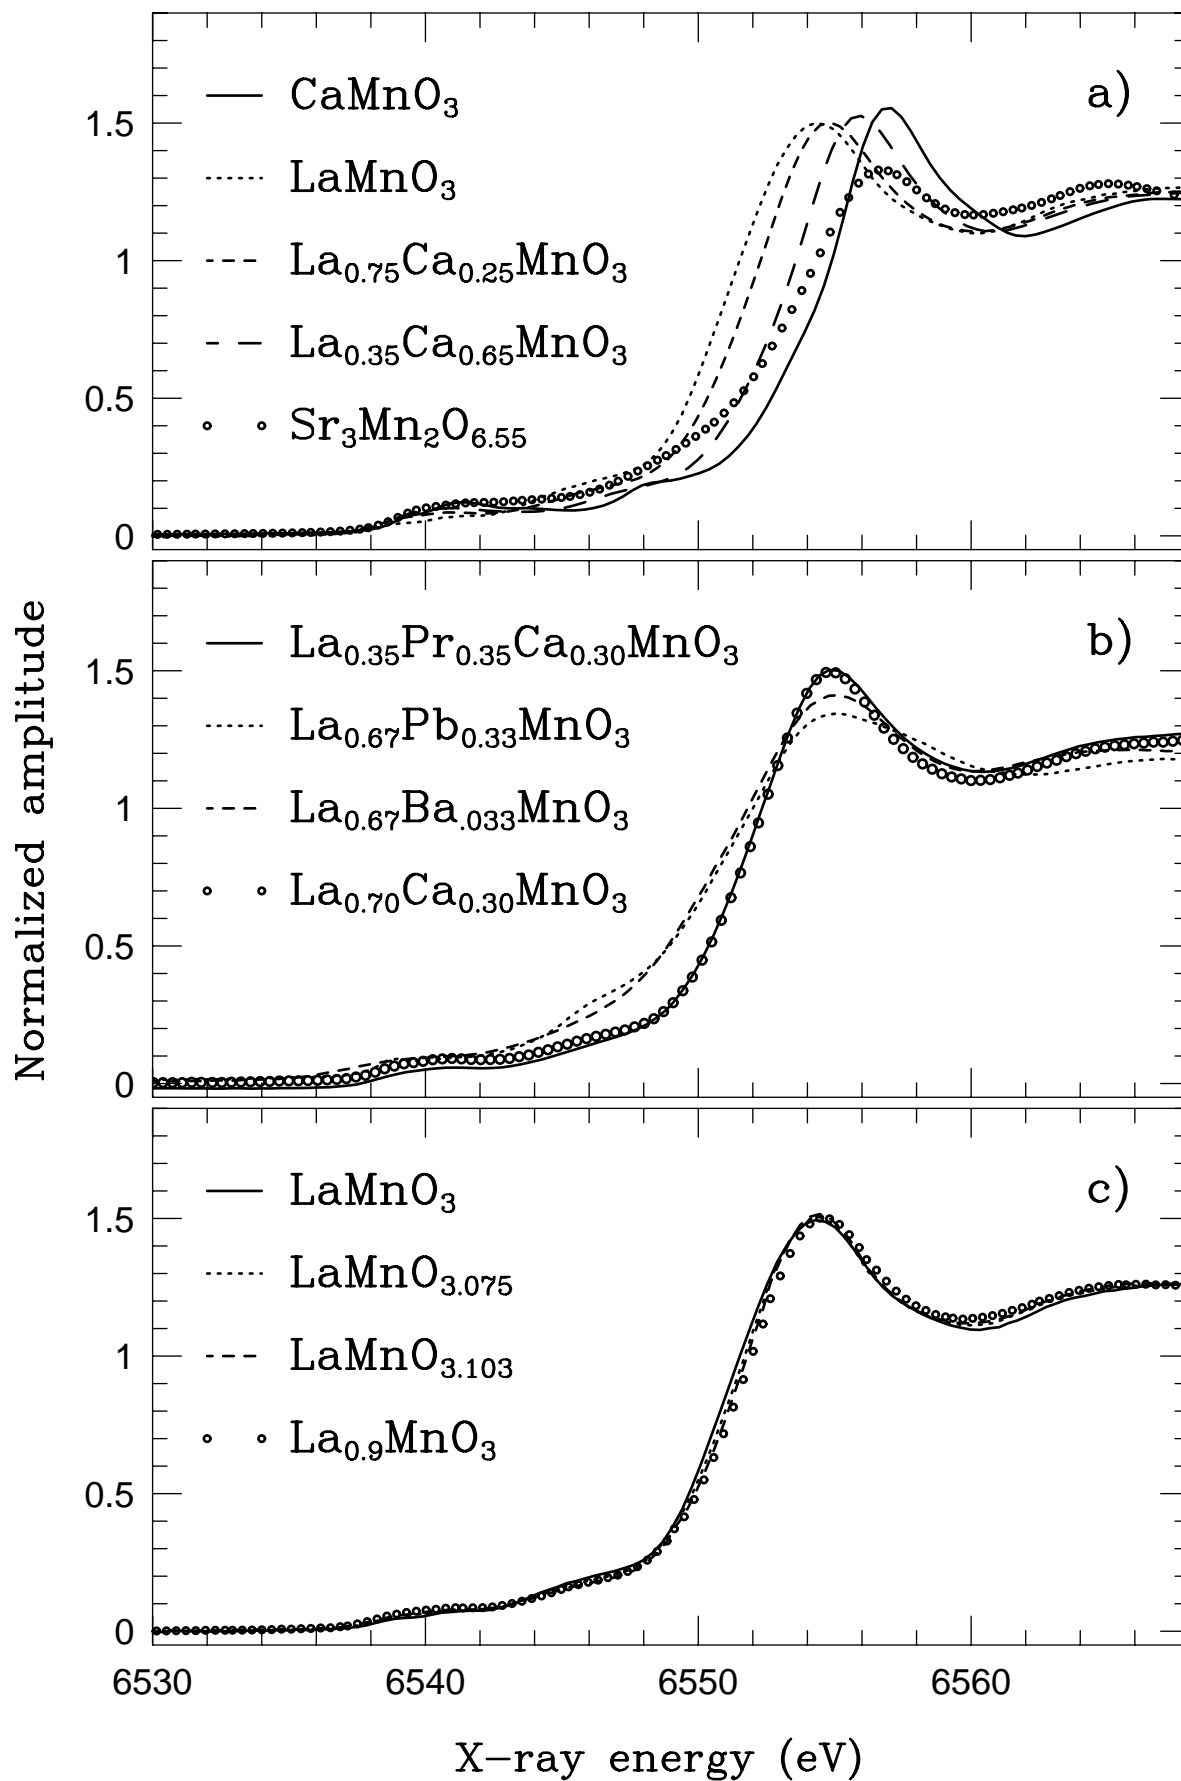 a)
CaMnO₃
LaMnO₃
La₀.₇₅Ca₀.₂₅MnO₃
La₀.₃₅Ca₀.₆₅MnO₃
Sr₃Mn₂O₆.₅₅
1.5
1
0.5
0
b)
La₀.₃₅Pr₀.₃₅Ca₀.₃₀MnO₃
La₀.₆₇Pb₀.₃₃MnO₃
La₀.₆₇Ba.₀₃₃MnO₃
La₀.₇₀Ca₀.₃₀MnO₃
1.5
1
0.5
0
Normalized amplitude
c)
LaMnO₃
LaMnO₃.₀₇₅
LaMnO₃.₁₀₃
La₀.₉MnO₃
1.5
1
0.5
0
6530 6540 6550 6560
X-ray energy (eV)